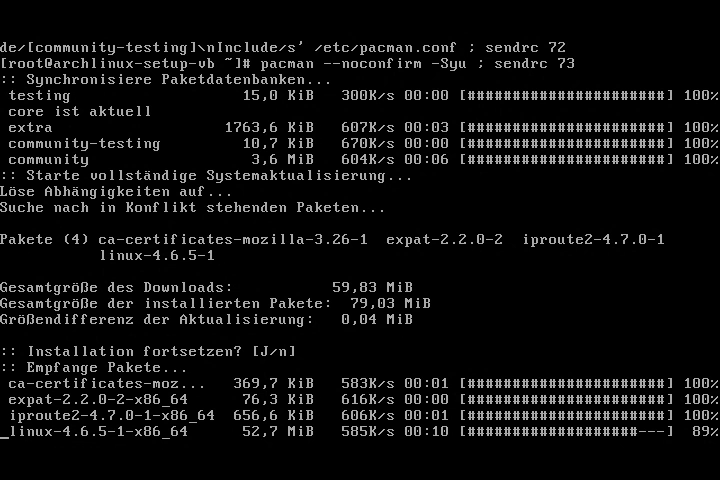 de/[community-testing]\nInclude/s' /etc/pacman.conf ; sendrc 72
[root@archlinux-setup-vb ~]# pacman --noconfirm -Syu ; sendrc 73
:: Synchronisiere Paketdatenbanken...
 testing                   15,0 KiB   300K/s 00:00 [######################] 100%
 core ist aktuell
 extra                   1763,6 KiB   607K/s 00:03 [######################] 100%
 community-testing         10,7 KiB   670K/s 00:00 [######################] 100%
 community                  3,6 MiB   604K/s 00:06 [######################] 100%
:: Starte vollständige Systemaktualisierung...
Löse Abhängigkeiten auf...
Suche nach in Konflikt stehenden Paketen...

Pakete (4) ca-certificates-mozilla-3.26-1  expat-2.2.0-2  iproute2-4.7.0-1
           linux-4.6.5-1

Gesamtgröße des Downloads:           59,83 MiB
Gesamtgröße der installierten Pakete:  79,03 MiB
Größendifferenz der Aktualisierung:   0,04 MiB

:: Installation fortsetzen? [J/n]
:: Empfange Pakete...
 ca-certificates-moz...   369,7 KiB   583K/s 00:01 [######################] 100%
 expat-2.2.0-2-x86_64      76,3 KiB   616K/s 00:00 [######################] 100%
 iproute2-4.7.0-1-x86_64  656,6 KiB   606K/s 00:01 [######################] 100%
_linux-4.6.5-1-x86_64      52,7 MiB   585K/s 00:10 [###################---]  89%